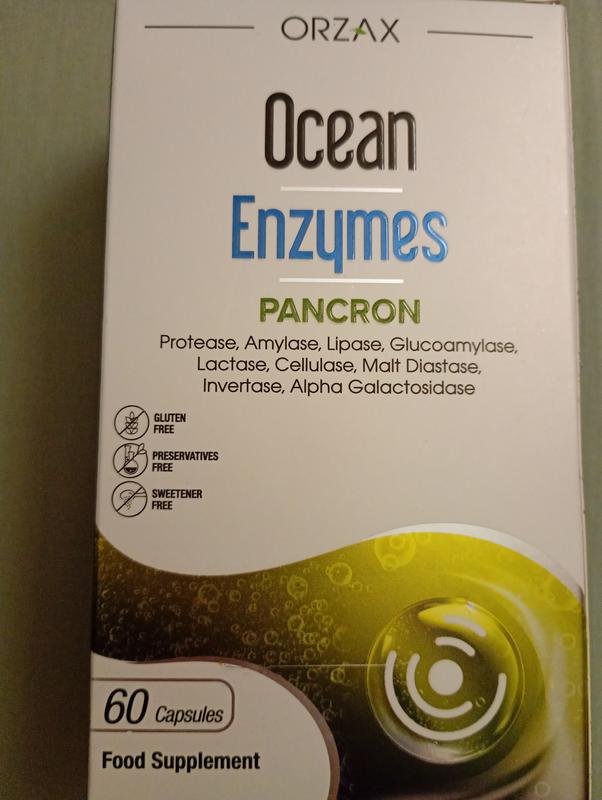 ORZAX
Ocean
Enzymes
PANCRON
Protease, Amylase, Lipase, Glucoamylase,
Lactase, Cellulase, Malt Diastase,
Invertase, Alpha Galactosidase
GLUTEN
FREE
PRESERVATIVES
FREE
SWEETENER
FREE
60 Capsules
Food Supplement